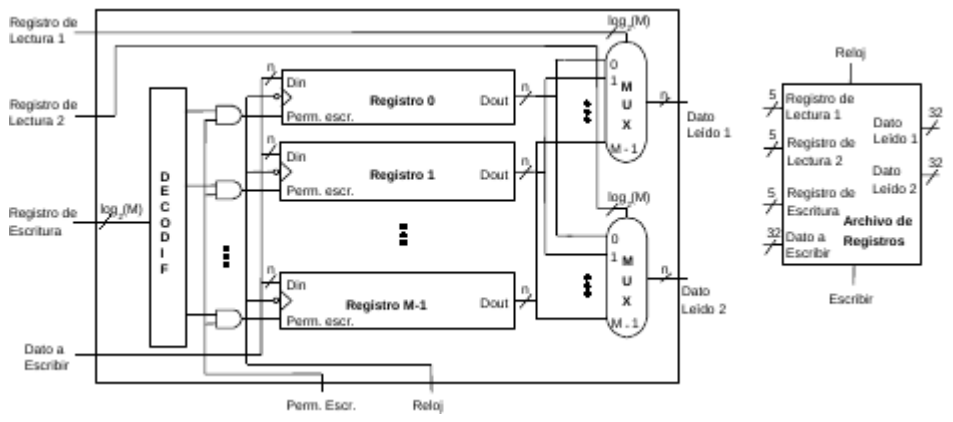 Registro de
Lectura 1
Registro de
Lectura 2
Registro de
Escritura
Dato a
Escribir
log2(M)
DECODIF
n
Din
Registro 0
Dout
n
Perm. escr.
n
Din
Registro 1
Dout
n
Perm. escr.
n
Din
Registro M-1
Dout
n
Perm. escr.
Perm. Escr.
Reloj
log2(M)
0
1
MUX
M-1
n
Dato
Leído 1
log2(M)
0
1
MUX
M-1
n
Dato
Leído 2
Reloj
5
Registro de
Lectura 1
5
Registro de
Lectura 2
5
Registro de
Escritura
32
Dato a
Escribir
Dato
Leído 1
32
Dato
Leído 2
32
Archivo de
Registros
Escribir